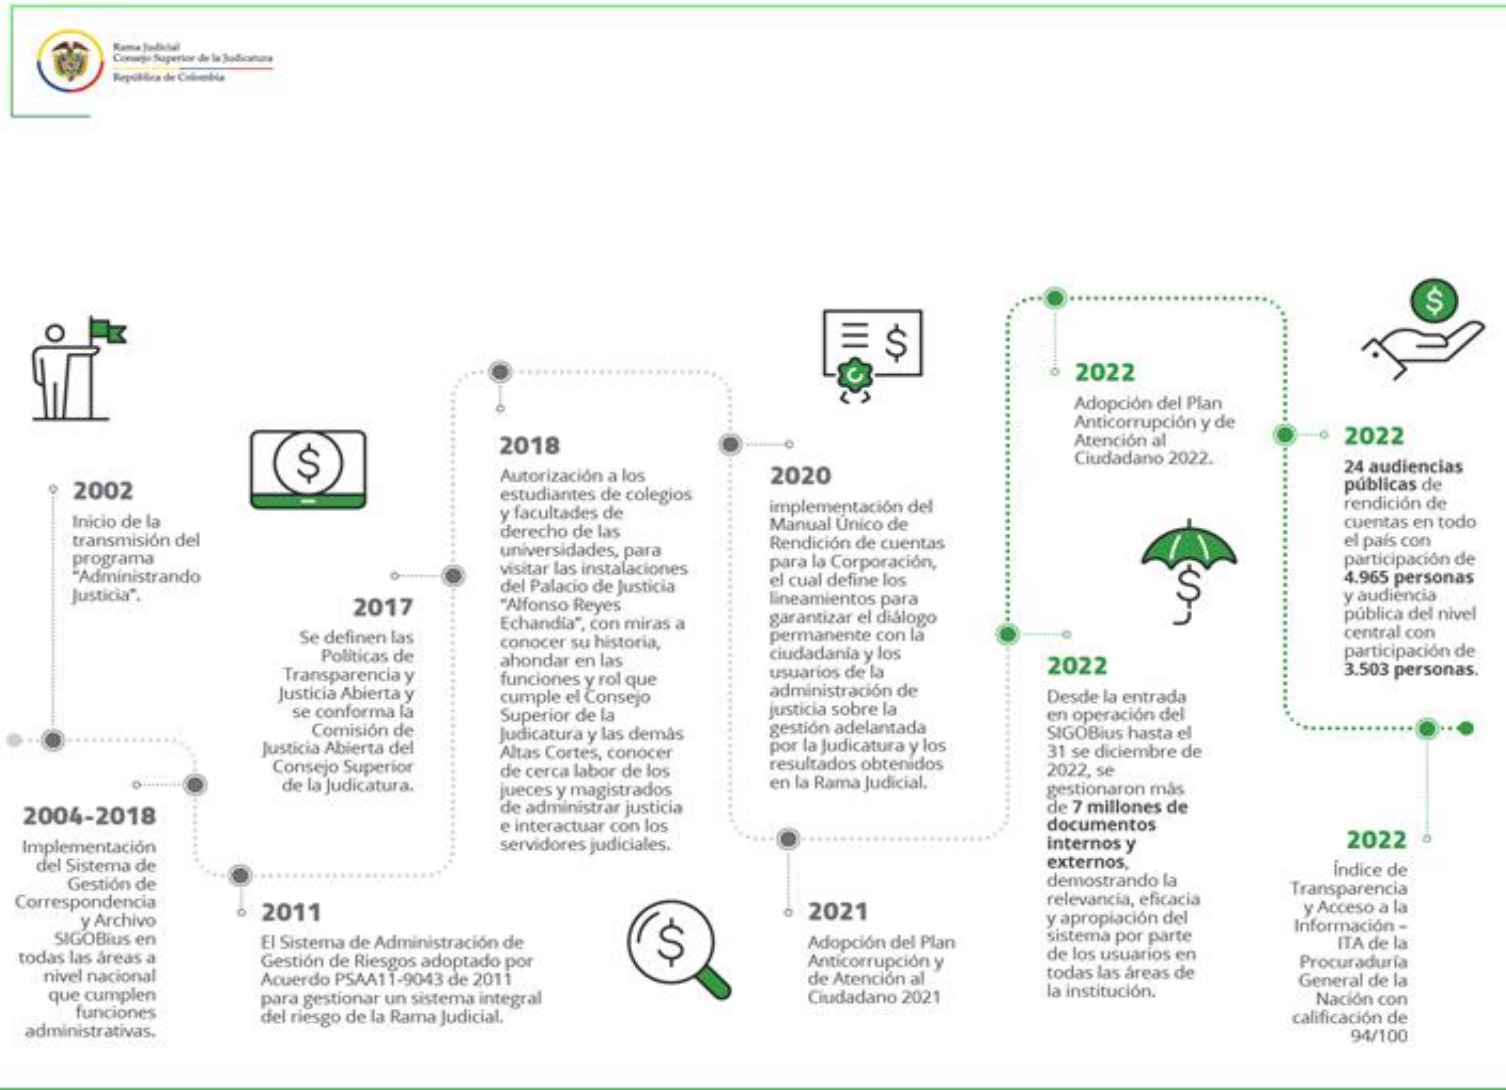 Rama Judicial
Consejo Superior de la Judicatura
República de Colombia
2002
Inicio de la
transmisión del
programa
"Administrando
Justicia".
2004-2018
Implementación
del Sistema de
Gestión de
Correspondencia
y Archivo
SIGOBius en
todas las áreas a
nivel nacional
que cumplen
funciones
administrativas.
2011
El Sistema de Administración de
Gestión de Riesgos adoptado por
Acuerdo PSAA11-9043 de 2011
para gestionar un sistema integral
del riesgo de la Rama Judicial.
2017
Se definen las
Políticas de
Transparencia y
Justicia Abierta y
se conforma la
Comisión de
Justicia Abierta del
Consejo Superior
de la Judicatura.
2018
Autorización a los
estudiantes de colegios
y facultades de
derecho de las
universidades, para
visitar las instalaciones
del Palacio de Justicia
"Alfonso Reyes
Echandía", con miras a
conocer su historia,
ahondar en las
funciones y rol que
cumple el Consejo
Superior de la
Judicatura y las demás
Altas Cortes, conocer
de cerca labor de los
jueces y magistrados
de administrar justicia
e interactuar con los
servidores judiciales.
2020
implementación del
Manual Único de
Rendición de cuentas
para la Corporación,
el cual define los
lineamientos para
garantizar el diálogo
permanente con la
ciudadanía y los
usuarios de la
administración de
justicia sobre la
gestión adelantada
por la Judicatura y los
resultados obtenidos
en la Rama Judicial.
2021
Adopción del Plan
Anticorrupción y
de Atención al
Ciudadano 2021
2022
Desde la entrada
en operación del
SIGOBius hasta el
31 se diciembre de
2022, se
gestionaron más
de 7 millones de
documentos
internos y
externos,
demostrando la
relevancia, eficacia
y apropiación del
sistema por parte
de los usuarios en
todas las áreas de
la institución.
2022
Adopción del Plan
Anticorrupción y de
Atención al
Ciudadano 2022.
2022
24 audiencias
públicas de
rendición de
cuentas en todo
el país con
participación de
4.965 personas
y audiencia
pública del nivel
central con
participación de
3.503 personas.
2022
Índice de
Transparencia
y Acceso a la
Información –
ITA de la
Procuraduría
General de la
Nación con
calificación de
94/100